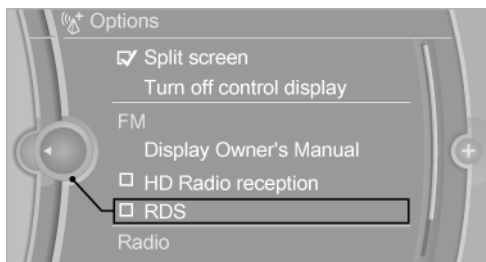 Options
Split screen
Turn off control display
FM
Display Owner's Manual
HD Radio reception
RDS
Radio